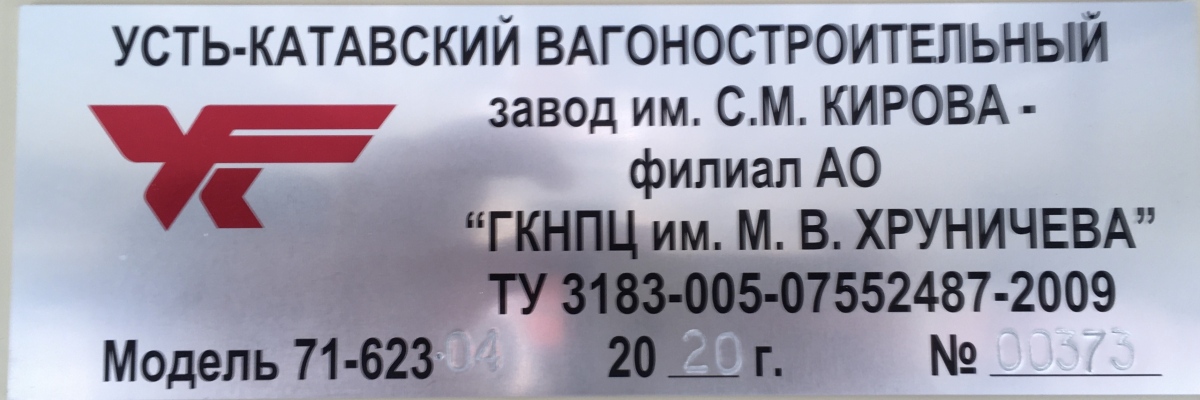 УСТЬ-КАТАВСКИЙ ВАГОНОСТРОИТЕЛЬНЫЙ
завод им. С.М. КИРОВА -
филиал АО
“ГКНПЦ им. М. В. ХРУНИЧЕВА”
ТУ 3183-005-07552487-2009
Модель 71-623-04 20 20 г. № 00373